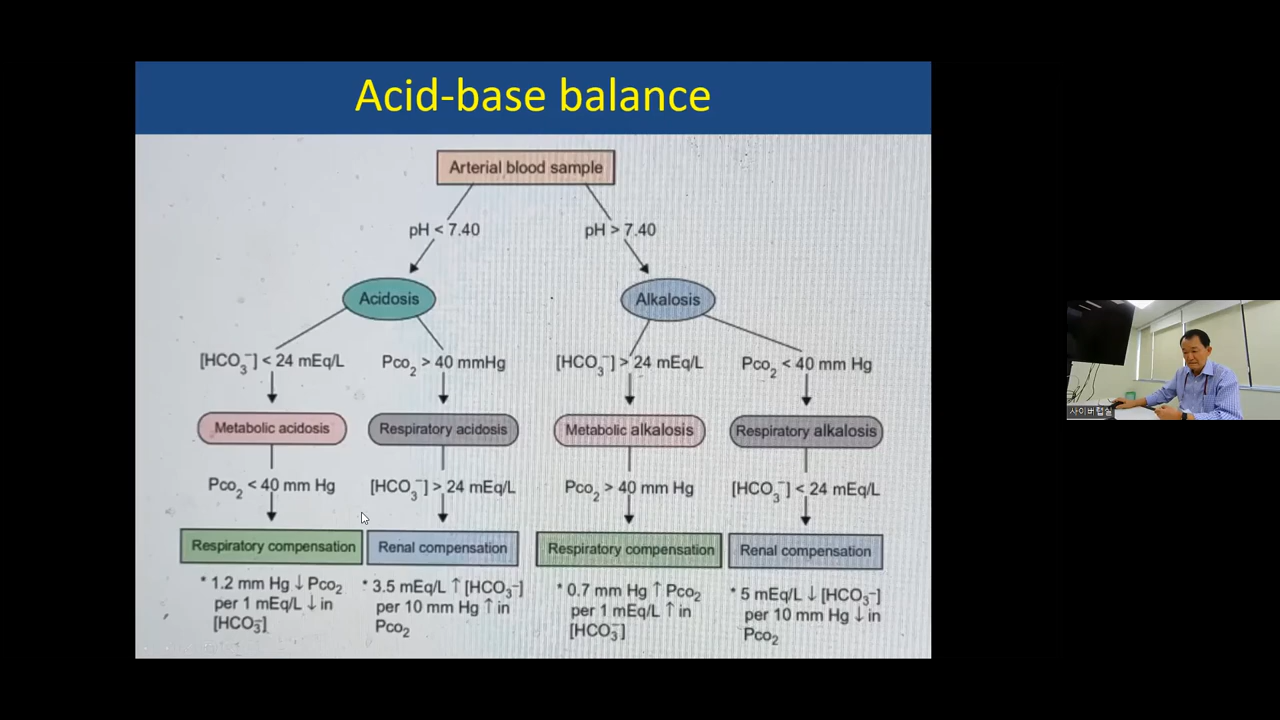 Acid-base balance
Arterial blood sample
pH < 7.40
pH > 7.40
Acidosis
Alkalosis
[HCO₃⁻] < 24 mEq/L
Pco₂ > 40 mmHg
[HCO₃⁻] > 24 mEq/L
Pco₂ < 40 mm Hg
Metabolic acidosis
Respiratory acidosis
Metabolic alkalosis
Respiratory alkalosis
Pco₂ < 40 mm Hg
[HCO₃⁻] > 24 mEq/L
Pco₂ > 40 mm Hg
[HCO₃⁻] < 24 mEq/L
Respiratory compensation
Renal compensation
Respiratory compensation
Renal compensation
* 1.2 mm Hg ↓ Pco₂
per 1 mEq/L ↓ in
[HCO₃⁻]
* 3.5 mEq/L ↑ [HCO₃⁻]
per 10 mm Hg ↑ in
Pco₂
* 0.7 mm Hg ↑ Pco₂
per 1 mEq/L ↑ in
[HCO₃⁻]
* 5 mEq/L ↓ [HCO₃⁻]
per 10 mm Hg ↓ in
Pco₂
사이버랩실